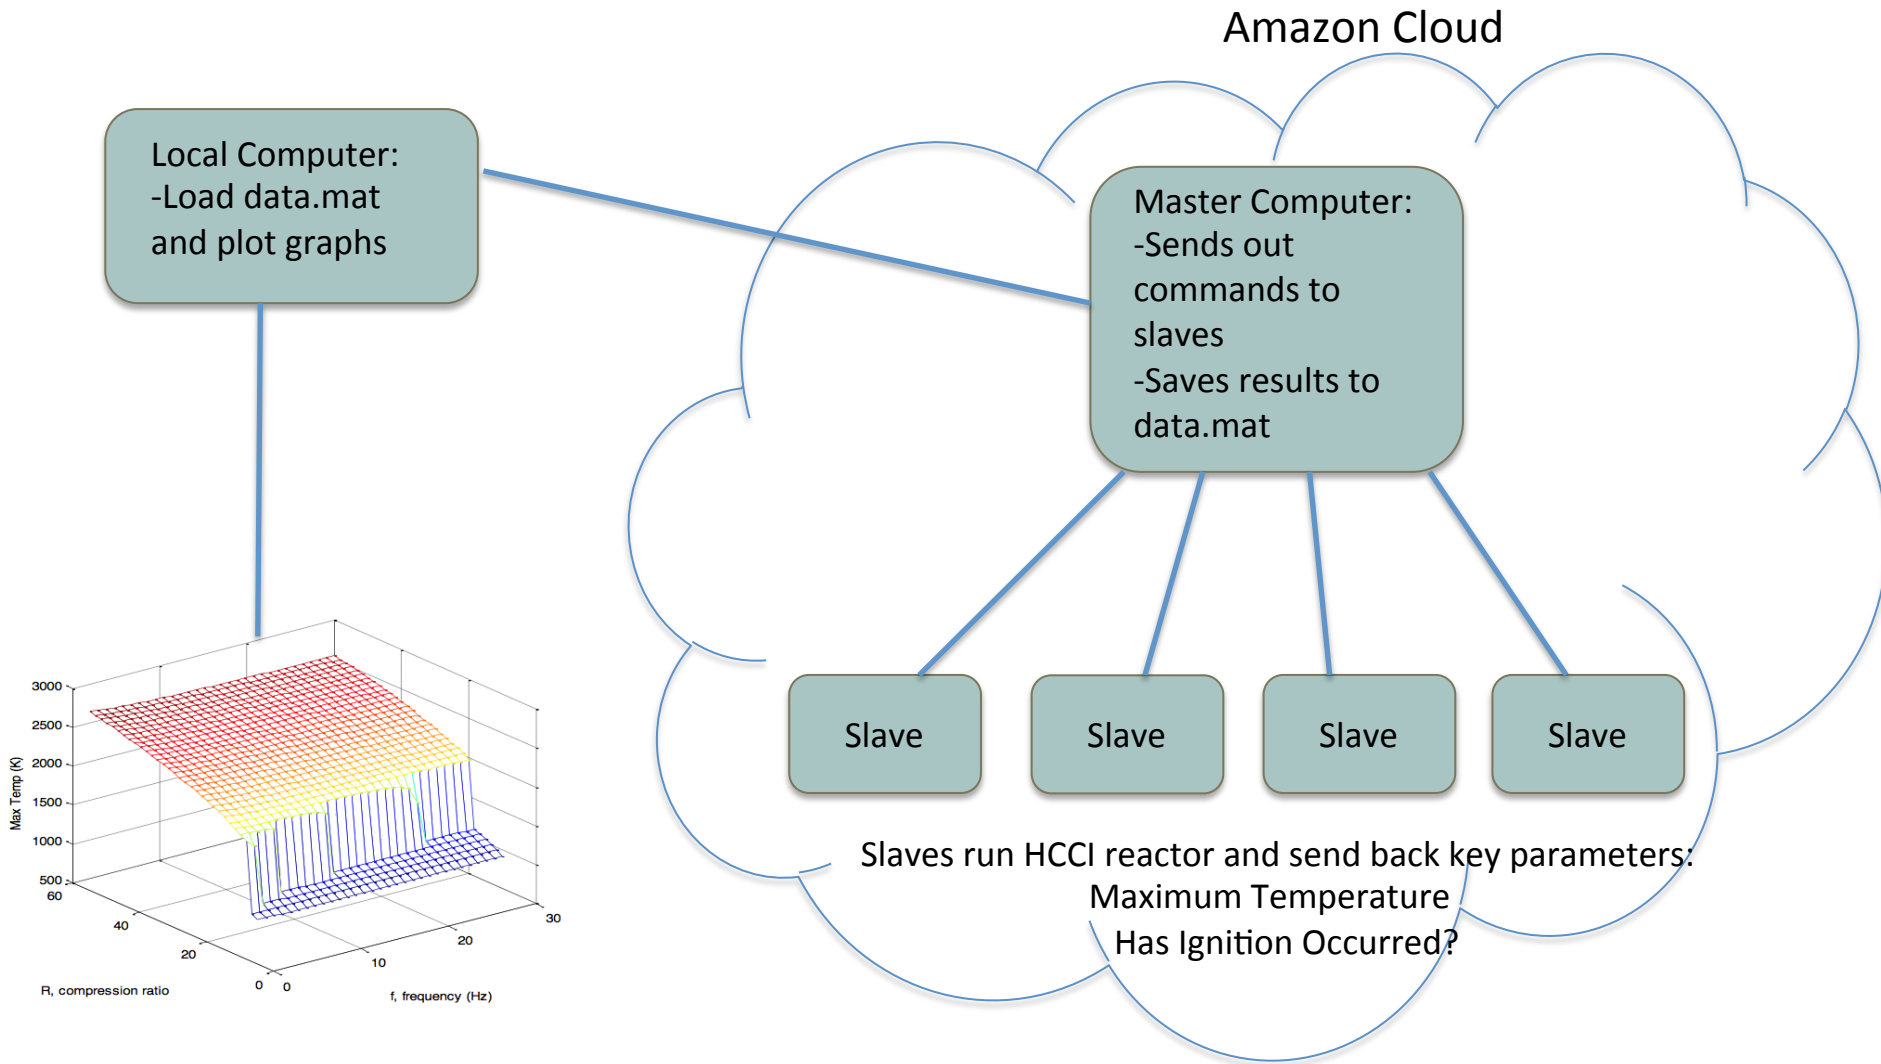 Amazon Cloud
Local Computer:
-Load data.mat
and plot graphs
Master Computer:
-Sends out
commands to
slaves
-Saves results to
data.mat
Slave
Slave
Slave
Slave
Slaves run HCCI reactor and send back key parameters:
Maximum Temperature
Has Ignition Occurred?
3000
2500
2000
1500
1000
500
Max Temp (K)
60
40
20
0
R, compression ratio
0
10
20
30
f, frequency (Hz)